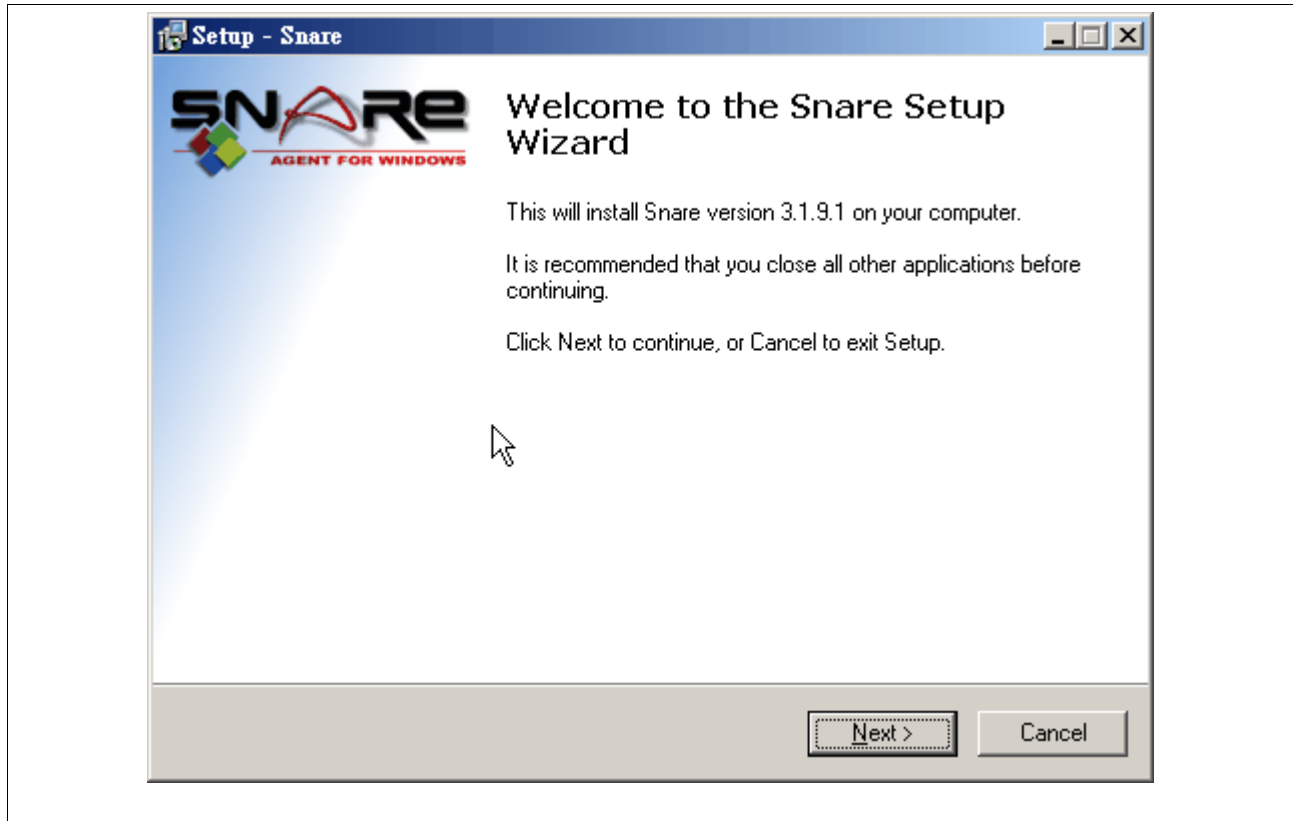 Setup - Snare
SNARE
AGENT FOR WINDOWS
Welcome to the Snare Setup
Wizard
This will install Snare version 3.1.9.1 on your computer.
It is recommended that you close all other applications before
continuing.
Click Next to continue, or Cancel to exit Setup.
Next >
Cancel